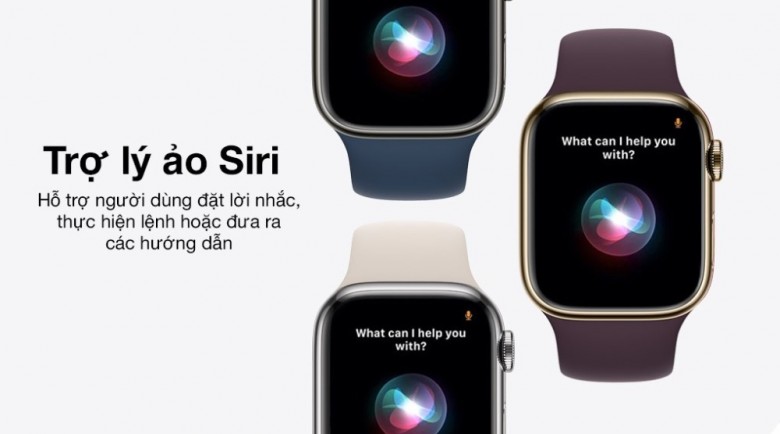 Trợ lý ảo Siri
Hỗ trợ người dùng đặt lời nhắc,
thực hiện lệnh hoặc đưa ra
các hướng dẫn
What can I help you
with?
What can I help you
with?